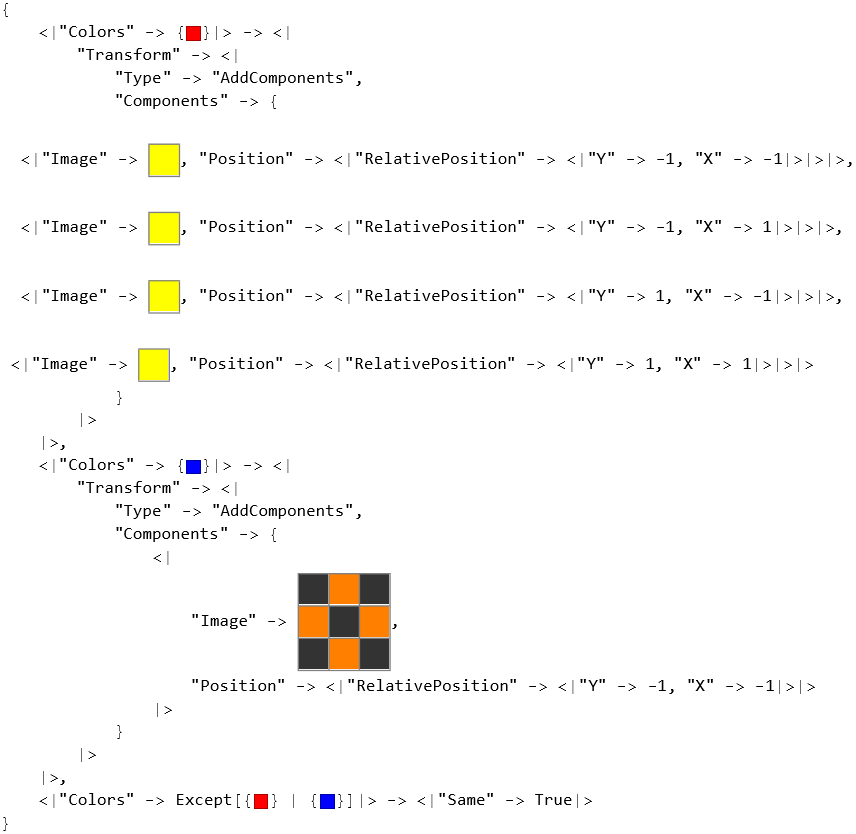 {
<|"Colors" -> {}|> -> <|
"Transform" -> <|
"Type" -> "AddComponents",
"Components" -> {
<|"Image" -> , "Position" -> <|"RelativePosition" -> <|"Y" -> -1, "X" -> -1|>|>|>,
<|"Image" -> , "Position" -> <|"RelativePosition" -> <|"Y" -> -1, "X" -> 1|>|>|>,
<|"Image" -> , "Position" -> <|"RelativePosition" -> <|"Y" -> 1, "X" -> -1|>|>|>,
<|"Image" -> , "Position" -> <|"RelativePosition" -> <|"Y" -> 1, "X" -> 1|>|>|>
}
|>
|>,
<|"Colors" -> {}|> -> <|
"Transform" -> <|
"Type" -> "AddComponents",
"Components" -> {
<|
"Image" -> ,
"Position" -> <|"RelativePosition" -> <|"Y" -> -1, "X" -> -1|>|>
|>
}
|>
|>,
<|"Colors" -> Except[{} | {}]|> -> <|"Same" -> True|>
}